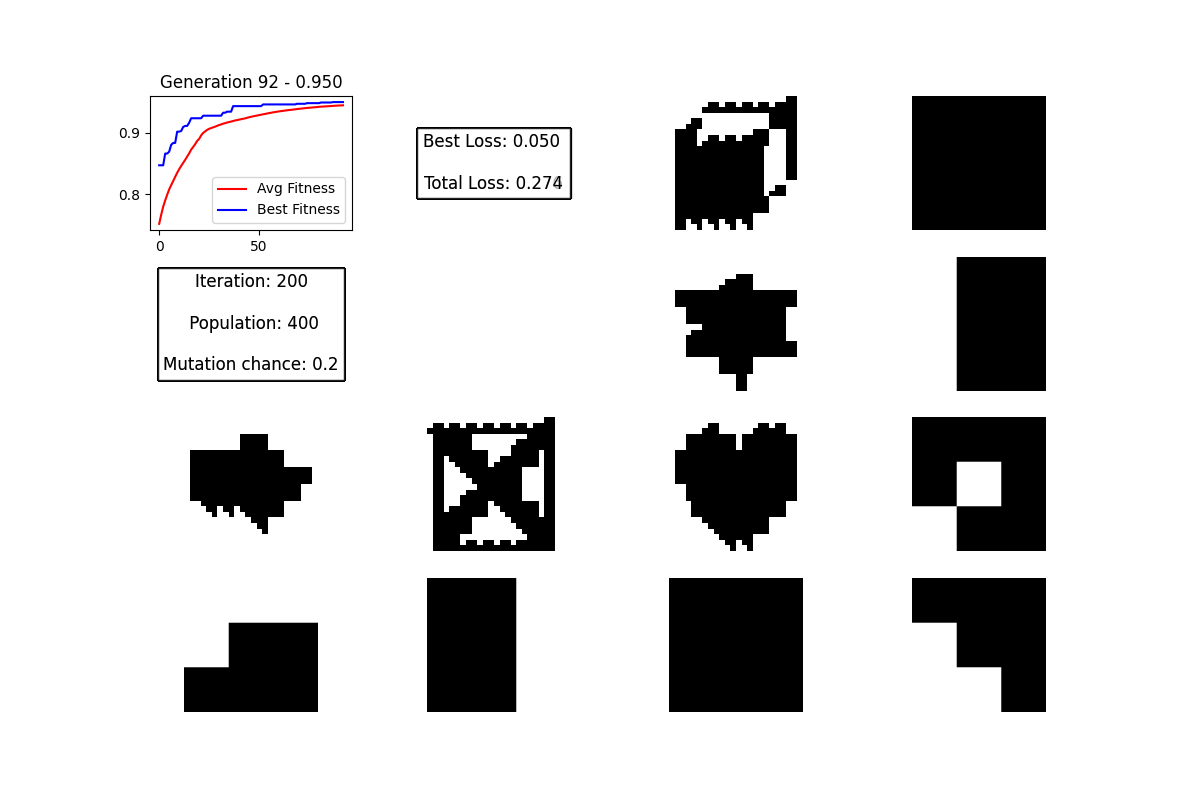 Generation 92 - 0.950
0.9
0.8
Avg Fitness
Best Fitness
0
50
Best Loss: 0.050
Total Loss: 0.274
Iteration: 200
Population: 400
Mutation chance: 0.2